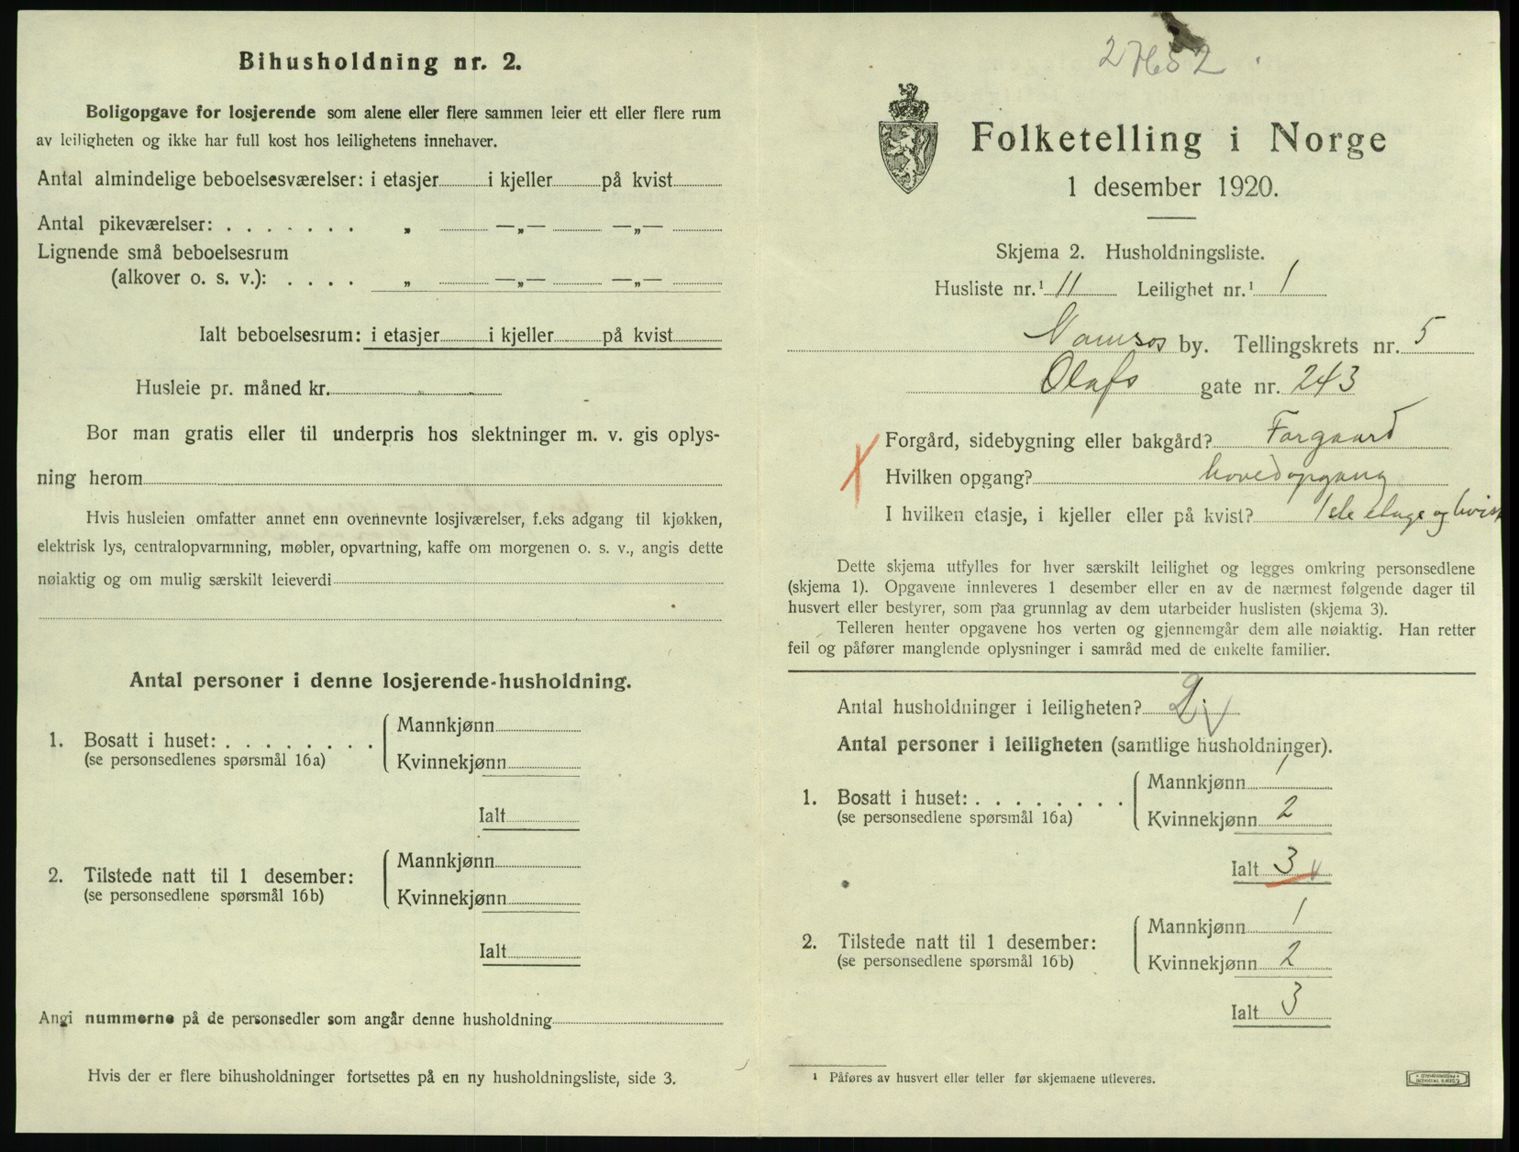 Bihusholdning nr. 2.
Boligopgave for losjerende som alene eller flere sammen leier ett eller flere rum
av leiligheten og ikke har full kost hos leilighetens innehaver.
Antal almindelige beboelsesværelser: i etasjer i kjeller på kvist
Antal pikeværelser: . . . . . . . „ —„— —„—
Lignende små beboelsesrum
(alkover o. s. v.): . . . . „ —„— —„—
Ialt beboelsesrum: i etasjer i kjeller på kvist
Husleie pr. måned kr.
Bor man gratis eller til underpris hos slektninger m. v. gis oplys-
ning herom
Hvis husleien omfatter annet enn ovennevnte losjiværelser, f.eks adgang til kjøkken,
elektrisk lys, centralopvarmning, møbler, opvartning, kaffe om morgenen o. s. v., angis dette
nøiaktig og om mulig særskilt leieverdi
Antal personer i denne losjerende-husholdning.
1. Bosatt i huset: . . . . . . . .
(se personsedlenes spørsmål 16a)
Mannkjønn
Kvinnekjønn
Ialt
2. Tilstede natt til 1 desember:
(se personsedlene spørsmål 16b)
Mannkjønn
Kvinnekjønn
Ialt
Angi nummerne på de personsedler som angår denne husholdning
Hvis der er flere bihusholdninger fortsettes på en ny husholdningsliste, side 3.
2652
Folketelling i Norge
1 desember 1920.
Skjema 2. Husholdningsliste.
Husliste nr.¹ 11 Leilighet nr.¹ 1
Namsos by. Tellingskrets nr. 5
Olafs gate nr. 243
Forgård, sidebygning eller bakgård? Forgaard
Hvilken opgang? hovedopgang
I hvilken etasje, i kjeller eller på kvist? 1ste etage og kvist
Dette skjema utfylles for hver særskilt leilighet og legges omkring personsedlene
(skjema 1). Opgavene innleveres 1 desember eller en av de nærmest følgende dager til
husvert eller bestyrer, som paa grunnlag av dem utarbeider huslisten (skjema 3).
Telleren henter opgavene hos verten og gjennemgår dem alle nøiaktig. Han retter
feil og påfører manglende oplysninger i samråd med de enkelte familier.
Antal husholdninger i leiligheten?
Antal personer i leiligheten (samtlige husholdninger).
1. Bosatt i huset: . . . . . . . .
(se personsedlene spørsmål 16a)
Mannkjønn 1
Kvinnekjønn 2
Ialt 3
2. Tilstede natt til 1 desember:
(se personsedlene spørsmål 16b)
Mannkjønn 1
Kvinnekjønn 2
Ialt 3
¹ Påføres av husvert eller teller før skjemaene utleveres.